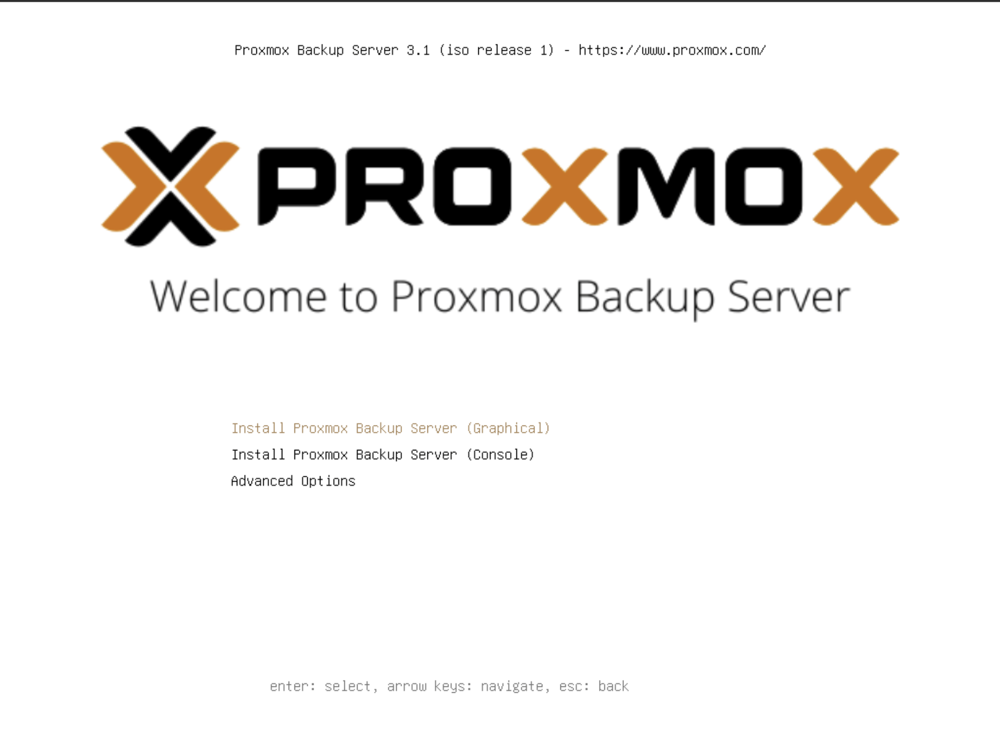 Proxmox Backup Server 3.1 (iso release 1) - https://www.proxmox.com/
PROXMOX
Welcome to Proxmox Backup Server
Install Proxmox Backup Server (Graphical)
Install Proxmox Backup Server (Console)
Advanced Options
enter: select, arrow keys: navigate, esc: back